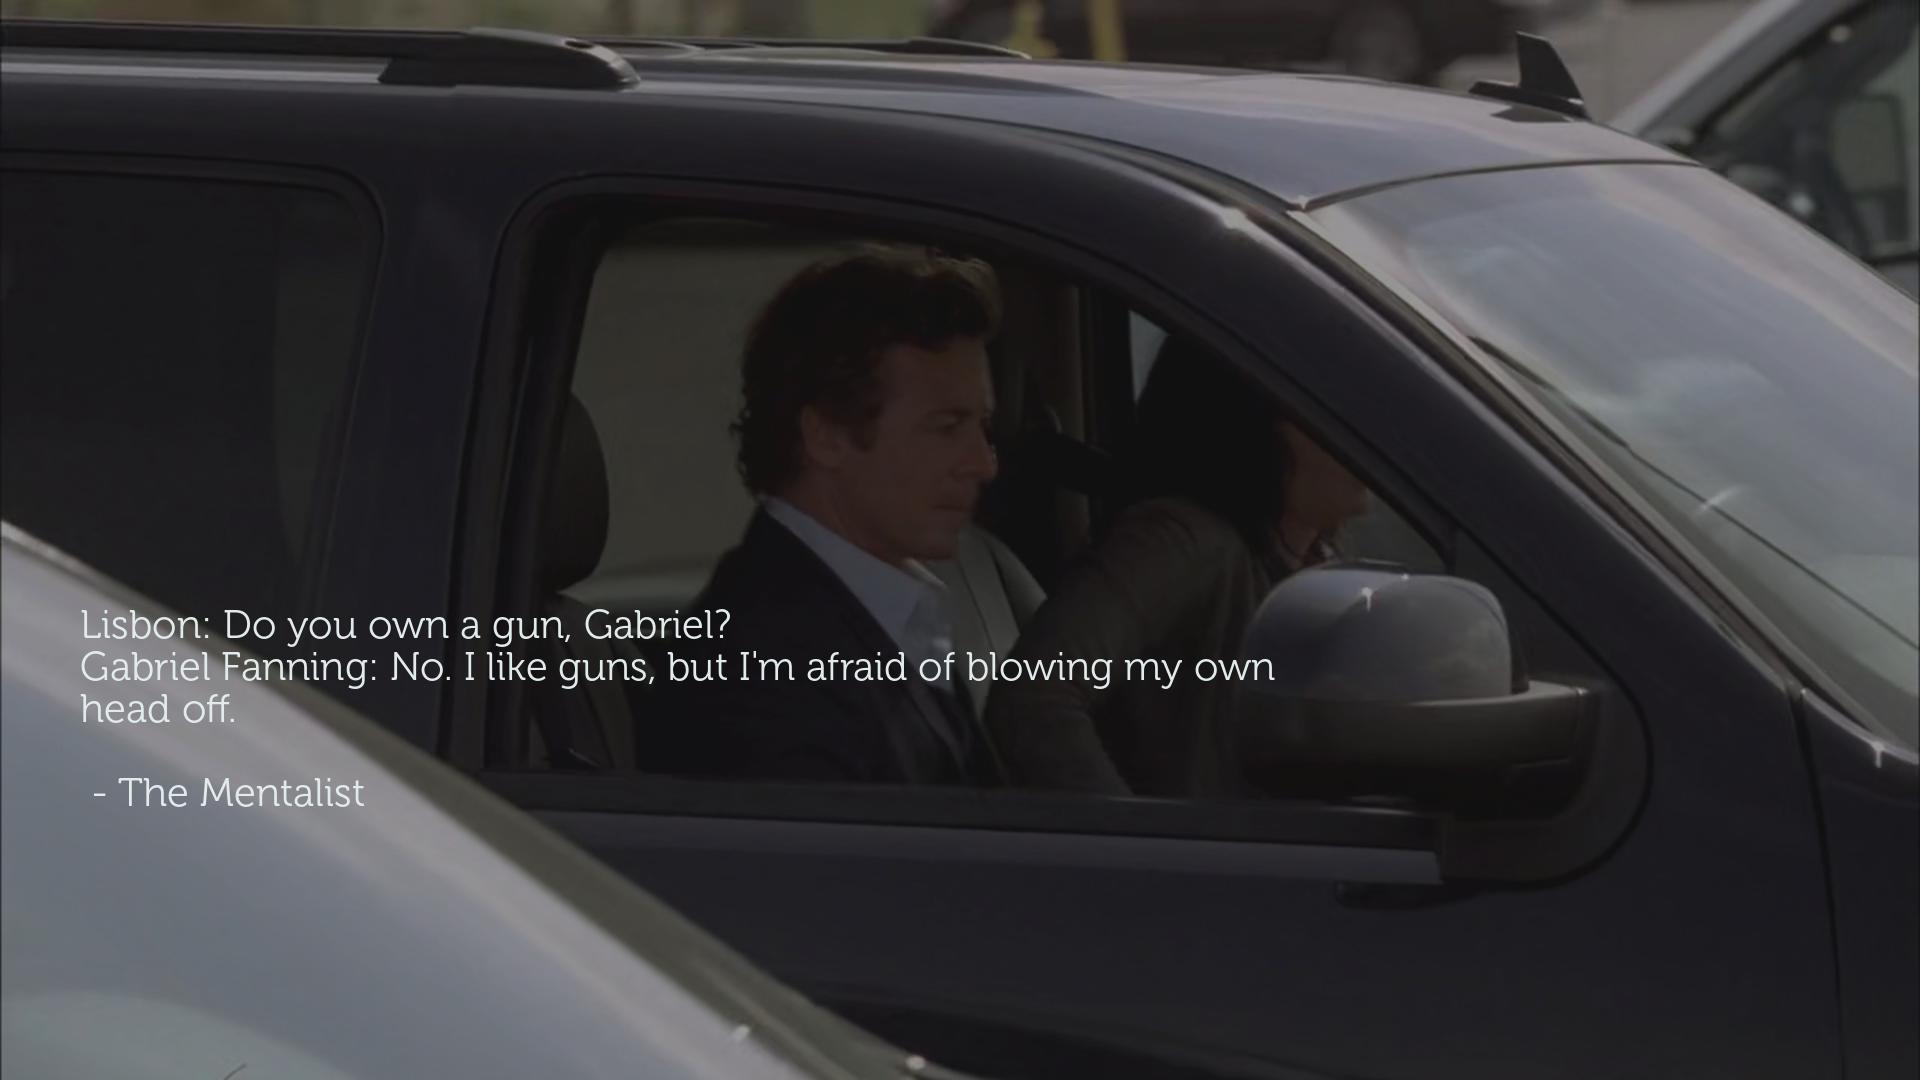 Lisbon: Do you own a gun, Gabriel?
Gabriel Fanning: No. I like guns, but I'm afraid of blowing my own
head off.
- The Mentalist